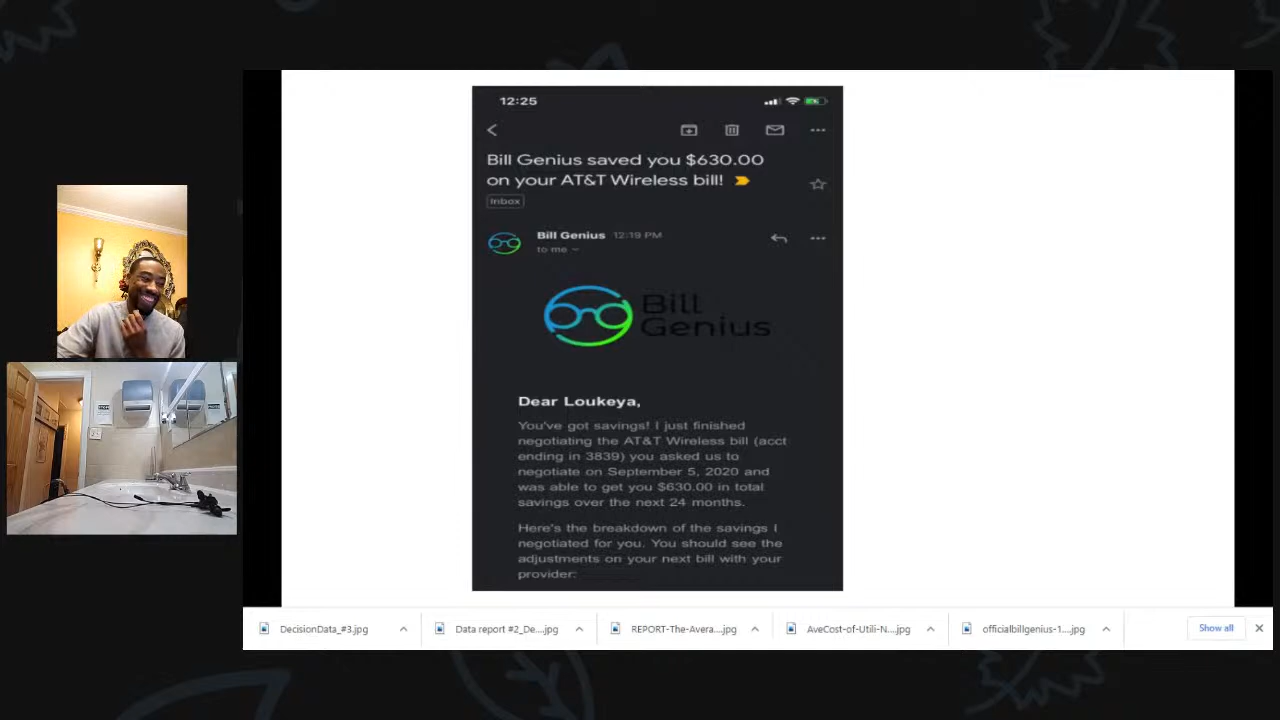 12:25
Bill Genius saved you $630.00
on your AT&T Wireless bill!
Inbox
Bill Genius 12:19 PM
to me
Bill
Genius
Dear Loukeya,
You've got savings! I just finished
negotiating the AT&T Wireless bill (acct
ending in 3839) you asked us to
negotiate on September 5, 2020 and
was able to get you $630.00 in total
savings over the next 24 months.
Here's the breakdown of the savings I
negotiated for you. You should see the
adjustments on your next bill with your
provider:
DecisionData_#3.jpg
Data report #2_De....jpg
REPORT-The-Avera....jpg
AveCost-of-Utili-N....jpg
officialbillgenius-1....jpg
Show all